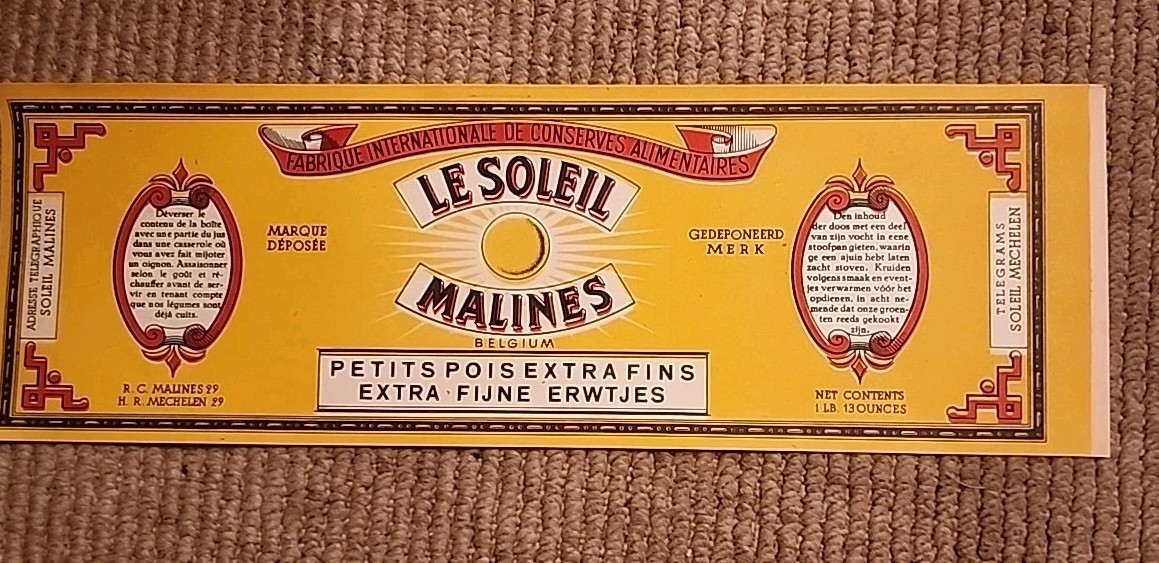 ADRESSE TELEGRAPHIQUE
SOLEIL MALINES
Déverser le
contenu de la boîte
avec une partie du jus
dans une casserole où
vous avez fait mijoter
un oignon. Assaisonner
selon le goût et ré-
chauffer avant de ser-
vir en tenant compte
que nos légumes sont
déjà cuits.
R. C. MALINES 29
H. R. MECHELEN 29
MARQUE
DÉPOSÉE
FABRIQUE INTERNATIONALE DE CONSERVES ALIMENTAIRES
LE SOLEIL
MALINES
BELGIUM
PETITS POIS EXTRA FINS
EXTRA FIJNE ERWTJES
GEDEPONEERD
MERK
Den inhoud
der doos met een deel
van zijn vocht in eene
stoofpan gieten, waarin
ge een ajuin hebt laten
zacht stoven. Kruiden
volgens smaak en event-
jes verwarmen vóór het
opdienen, in acht ne-
mende dat onze groen-
ten reeds gekookt
zijn.
NET CONTENTS
1 LB. 13 OUNCES
TELEGRAMS
SOLEIL MECHELEN